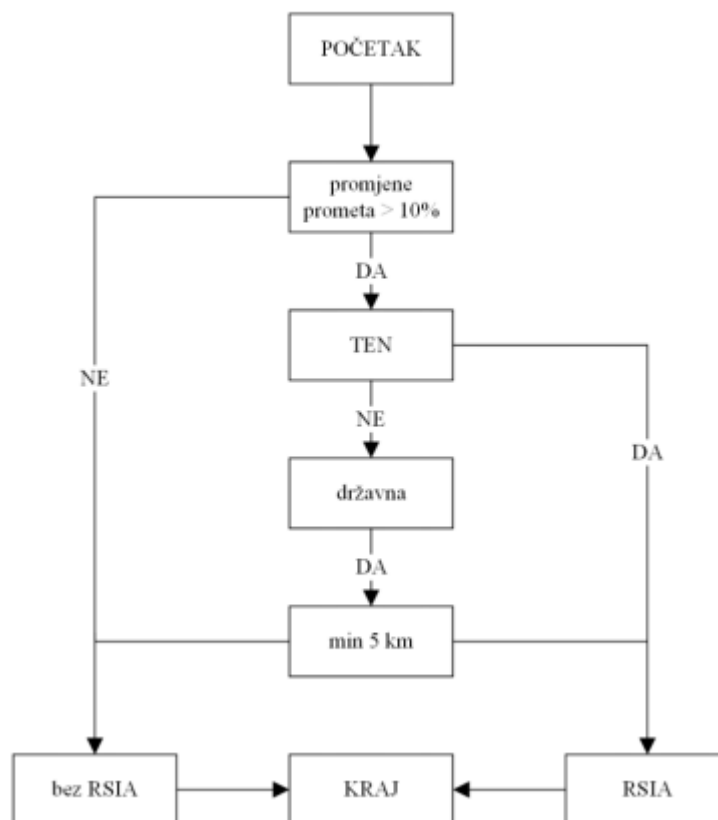 POČETAK
promjene
prometa > 10%
DA
TEN
NE
NE
DA
državna
DA
min 5 km
bez RSIA
KRAJ
RSIA